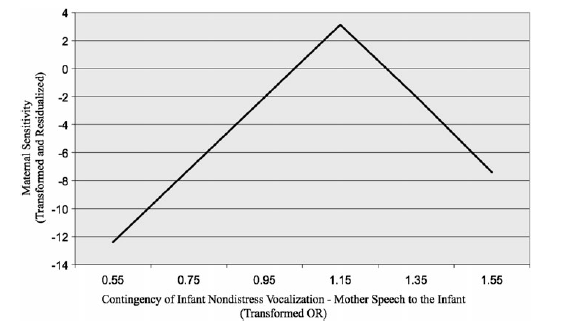 4
2
0
-2
-4
-6
-8
-10
-12
-14
Maternal Sensitivity
(Transformed and Residualized)
0.55 0.75 0.95 1.15 1.35 1.55
Contingency of Infant Nondistress Vocalization - Mother Speech to the Infant
(Transformed OR)